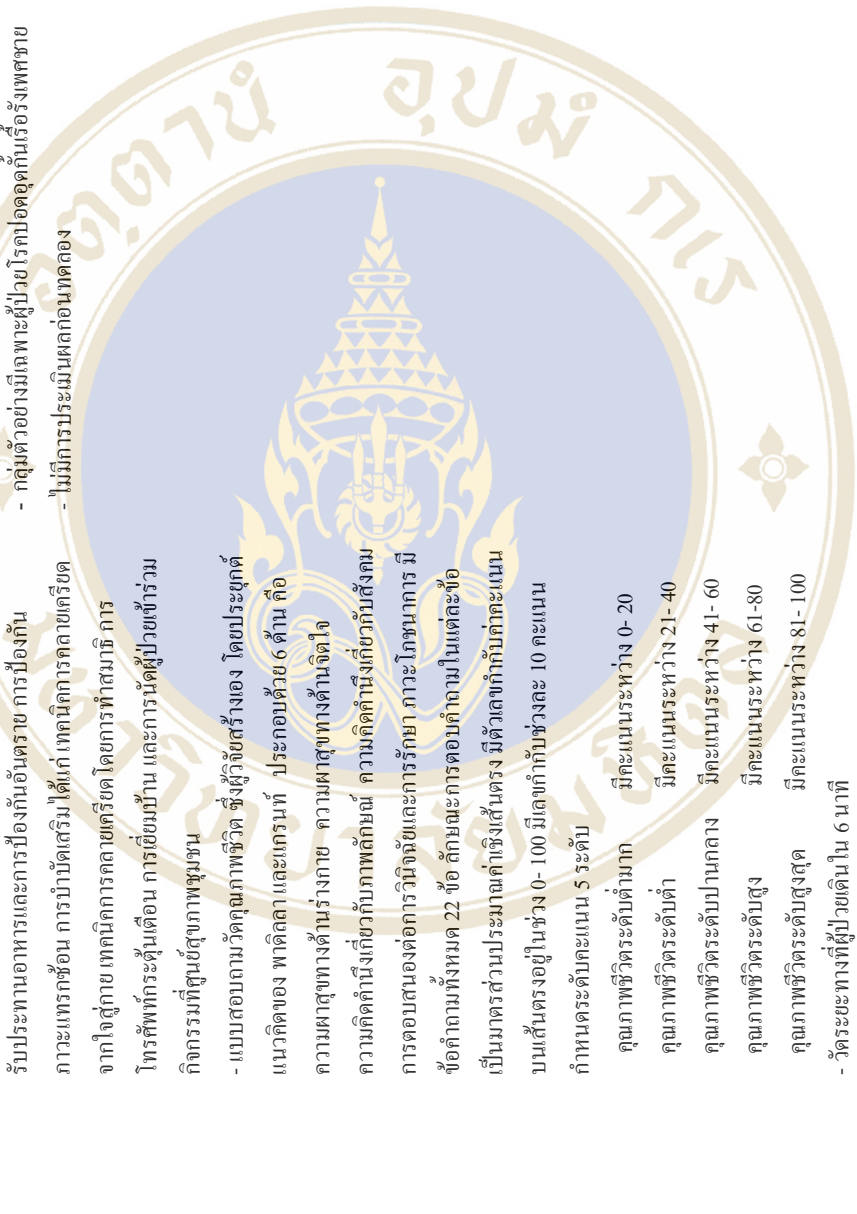 รับประทานอาหารและการป้องกันอันตราย การป้องกัน
ภาวะแทรกซ้อน การบำบัดเสริม ได้แก่ เทคนิคการคลายเครียด
จากใจสู่กาย เทคนิคการคลายเครียดโดยการทำสมาธิ การ
โทรศัพท์กระตุ้นเตือน การเยี่ยมบ้าน และการนัดผู้ป่วยเข้าร่วม
กิจกรรมที่ศูนย์สุขภาพชุมชน
- แบบสอบถามวัดคุณภาพชีวิต ซึ่งผู้วิจัยสร้างเอง โดยประยุกต์
แนวคิดของ พาดิลลา และแกรนท์ ประกอบด้วย 6 ด้าน คือ
ความผาสุขทางด้านร่างกาย ความผาสุขทางด้านจิตใจ
ความคิดคำนึงเกี่ยวกับภาพลักษณ์ ความคิดคำนึงเกี่ยวกับสังคม
การตอบสนองต่อการวินิจฉัยและการรักษา ภาวะโภชนาการ มี
ข้อคำถามทั้งหมด 22 ข้อ ลักษณะการตอบคำถามในแต่ละข้อ
เป็นมาตรส่วนประมาณค่าเชิงเส้นตรง มีตัวเลขกำกับค่าคะแนน
บนเส้นตรงอยู่ในช่วง 0- 100 มีเลขกำกับช่วงละ 10 คะแนน
กำหนดระดับคะแนน 5 ระดับ
คุณภาพชีวิตระดับต่ำมาก มีคะแนนระหว่าง 0- 20
คุณภาพชีวิตระดับต่ำ มีคะแนนระหว่าง 21- 40
คุณภาพชีวิตระดับปานกลาง มีคะแนนระหว่าง 41- 60
คุณภาพชีวิตระดับสูง มีคะแนนระหว่าง 61-80
คุณภาพชีวิตระดับสูงสุด มีคะแนนระหว่าง 81- 100
- วัดระยะทางที่ผู้ป่วยเดินใน 6 นาที
- กลุ่มตัวอย่างมีเฉพาะผู้ป่วยโรคปอดอุดกั้นเรื้อรังเพศชาย
- ไม่มีการประเมินผลก่อนทดลอง
อตฺตานํ อุปมํ กเร
มหาวิทยาลัยมหิดล